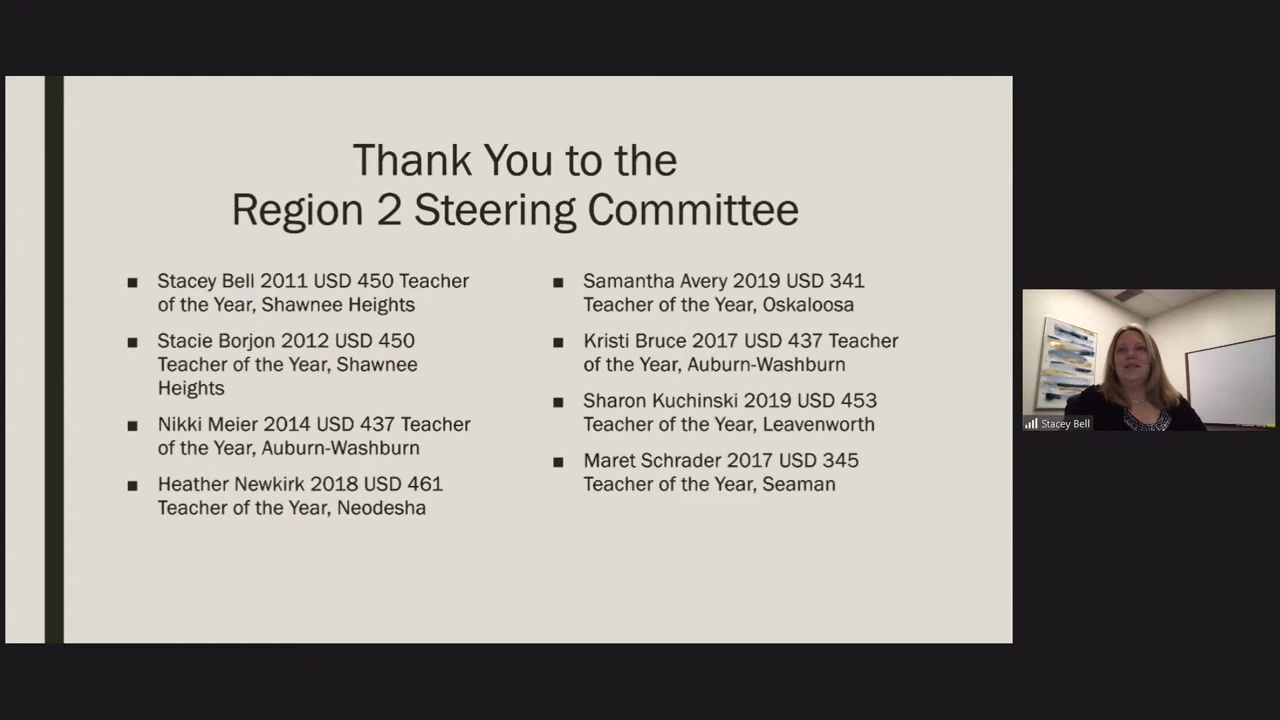 Thank You to the
Region 2 Steering Committee
■ Stacey Bell 2011 USD 450 Teacher
of the Year, Shawnee Heights
■ Stacie Borjon 2012 USD 450
Teacher of the Year, Shawnee
Heights
■ Nikki Meier 2014 USD 437 Teacher
of the Year, Auburn-Washburn
■ Heather Newkirk 2018 USD 461
Teacher of the Year, Neodesha
■ Samantha Avery 2019 USD 341
Teacher of the Year, Oskaloosa
■ Kristi Bruce 2017 USD 437 Teacher
of the Year, Auburn-Washburn
■ Sharon Kuchinski 2019 USD 453
Teacher of the Year, Leavenworth
■ Maret Schrader 2017 USD 345
Teacher of the Year, Seaman
Stacey Bell